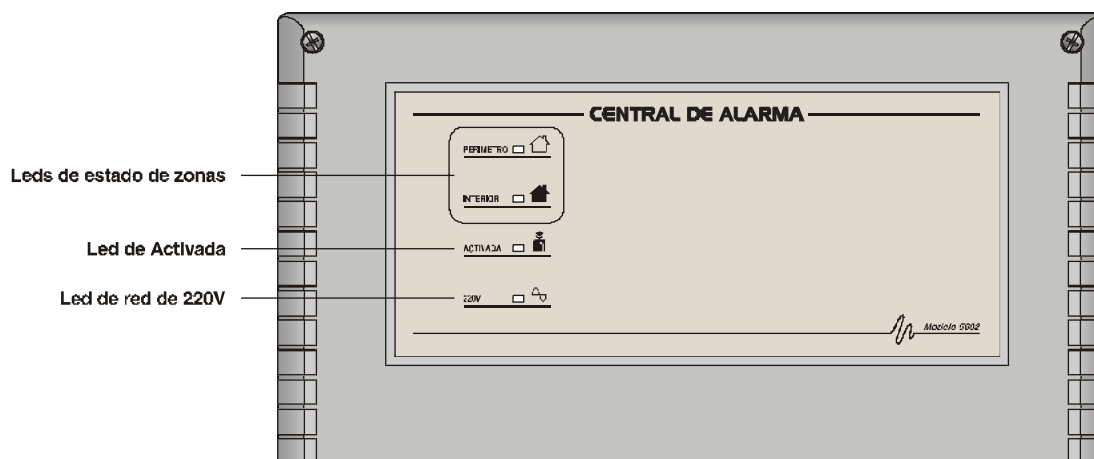 CENTRAL DE ALARMA
PERIMETRO
Leds de estado de zonas
INTERIOR
Led de Activada
ACTIVADA
Led de red de 220V
220V
Modelo